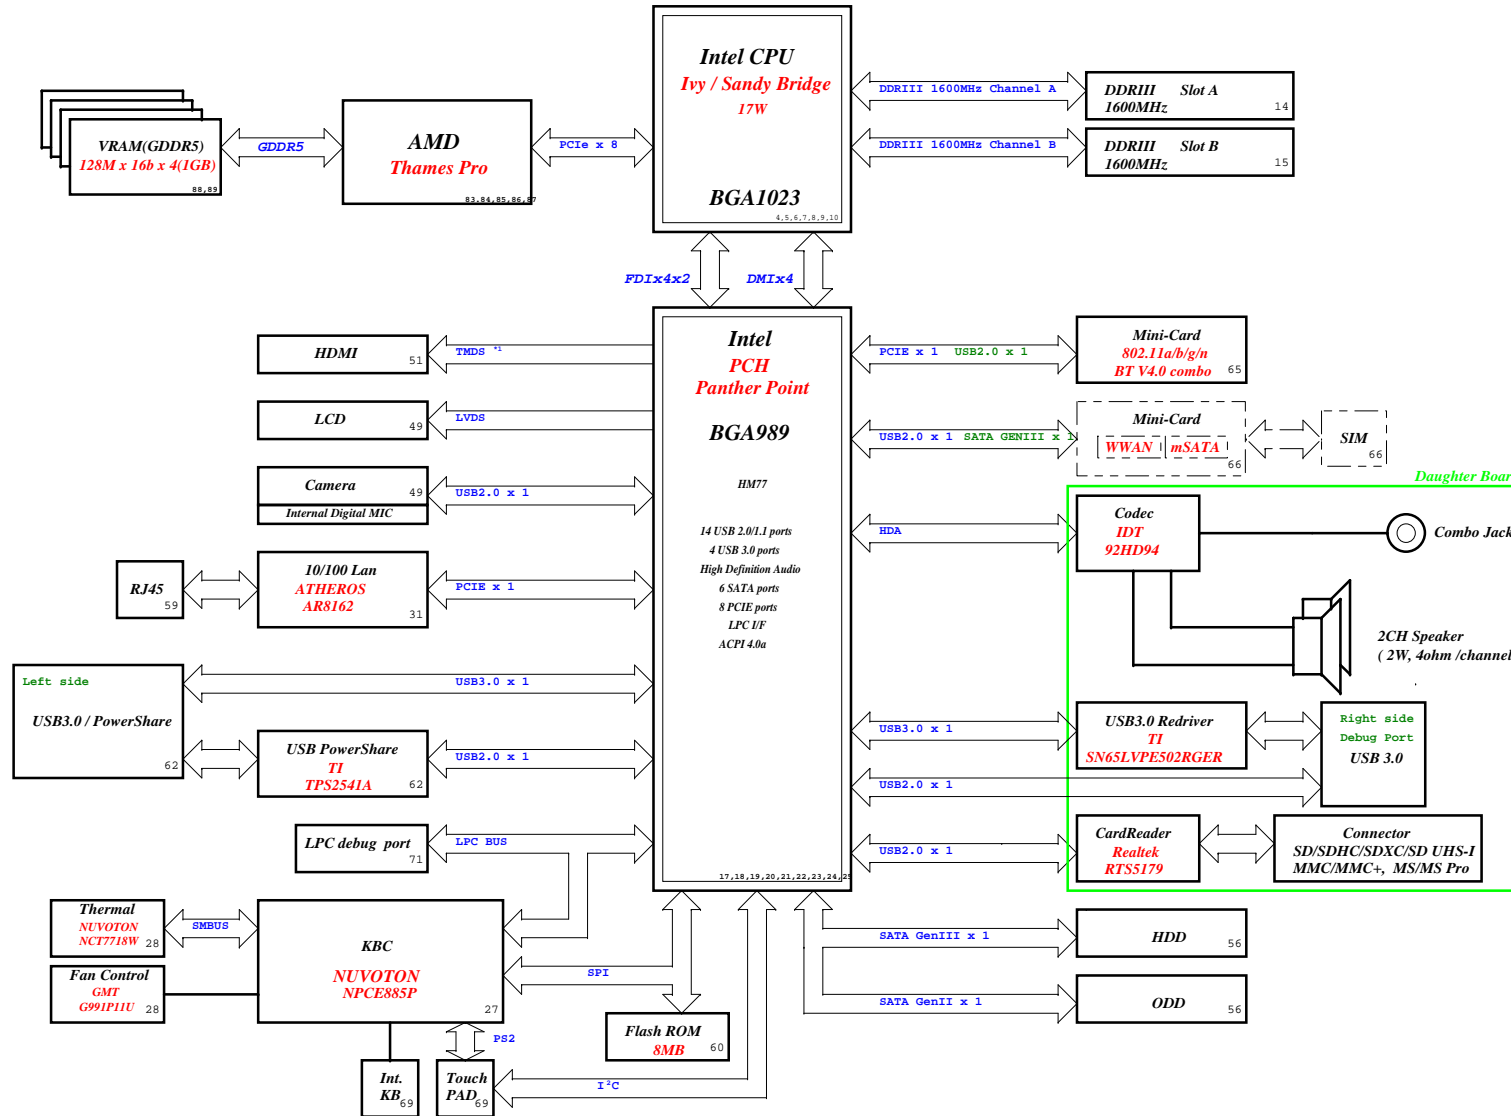 Intel CPU
Ivy / Sandy Bridge
17W
BGA1023
4,5,6,7,8,9,10
DDRIII 1600MHz Channel A
DDRIII Slot A
1600MHz
14
DDRIII 1600MHz Channel B
DDRIII Slot B
1600MHz
15
VRAM(GDDR5)
128M x 16b x 4(1GB)
88,89
GDDR5
AMD
Thames Pro
83.84,85,86,87
PCIe x 8
FDIx4x2
DMIx4
Intel
PCH
Panther Point
BGA989
HM77
14 USB 2.0/1.1 ports
4 USB 3.0 ports
High Definition Audio
6 SATA ports
8 PCIE ports
LPC I/F
ACPI 4.0a
17,18,19,20,21,22,23,24,25
HDMI
51
TMDS *1
LCD
49
LVDS
Camera
49
Internal Digital MIC
USB2.0 x 1
RJ45
59
10/100 Lan
ATHEROS
AR8162
31
PCIE x 1
Left side
USB3.0 / PowerShare
62
USB3.0 x 1
USB PowerShare
TI
TPS2541A
62
USB2.0 x 1
LPC debug port
71
LPC BUS
Thermal
NUVOTON
NCT7718W
28
SMBUS
Fan Control
GMT
G991P11U
28
KBC
NUVOTON
NPCE885P
27
SPI
Flash ROM
8MB
60
PS2
Int.
KB
69
Touch
PAD
69
I²C
PCIE x 1 USB2.0 x 1
Mini-Card
802.11a/b/g/n
BT V4.0 combo
65
USB2.0 x 1 SATA GENIII x 1
Mini-Card
WWAN mSATA
66
SIM
66
Daughter Boar
HDA
Codec
IDT
92HD94
Combo Jack
2CH Speaker
( 2W, 4ohm /channel
USB3.0 x 1
USB3.0 Redriver
TI
SN65LVPE502RGER
Right side
Debug Port
USB 3.0
USB2.0 x 1
USB2.0 x 1
CardReader
Realtek
RTS5179
Connector
SD/SDHC/SDXC/SD UHS-I
MMC/MMC+, MS/MS Pro
SATA GenIII x 1
HDD
56
SATA GenII x 1
ODD
56